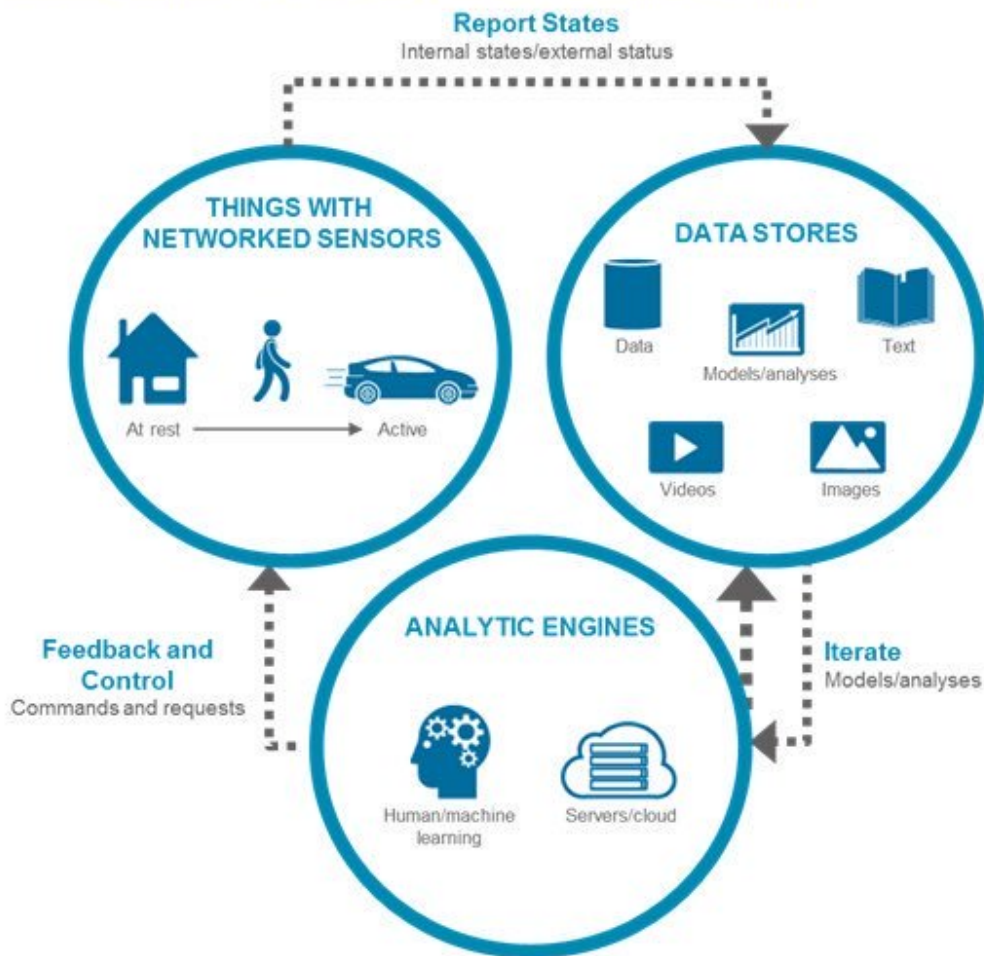 Report States
Internal states/external status
THINGS WITH
NETWORKED SENSORS
At rest
Active
DATA STORES
Data
Models/analyses
Text
Videos
Images
Feedback and
Control
Commands and requests
ANALYTIC ENGINES
Human/machine
learning
Servers/cloud
Iterate
Models/analyses